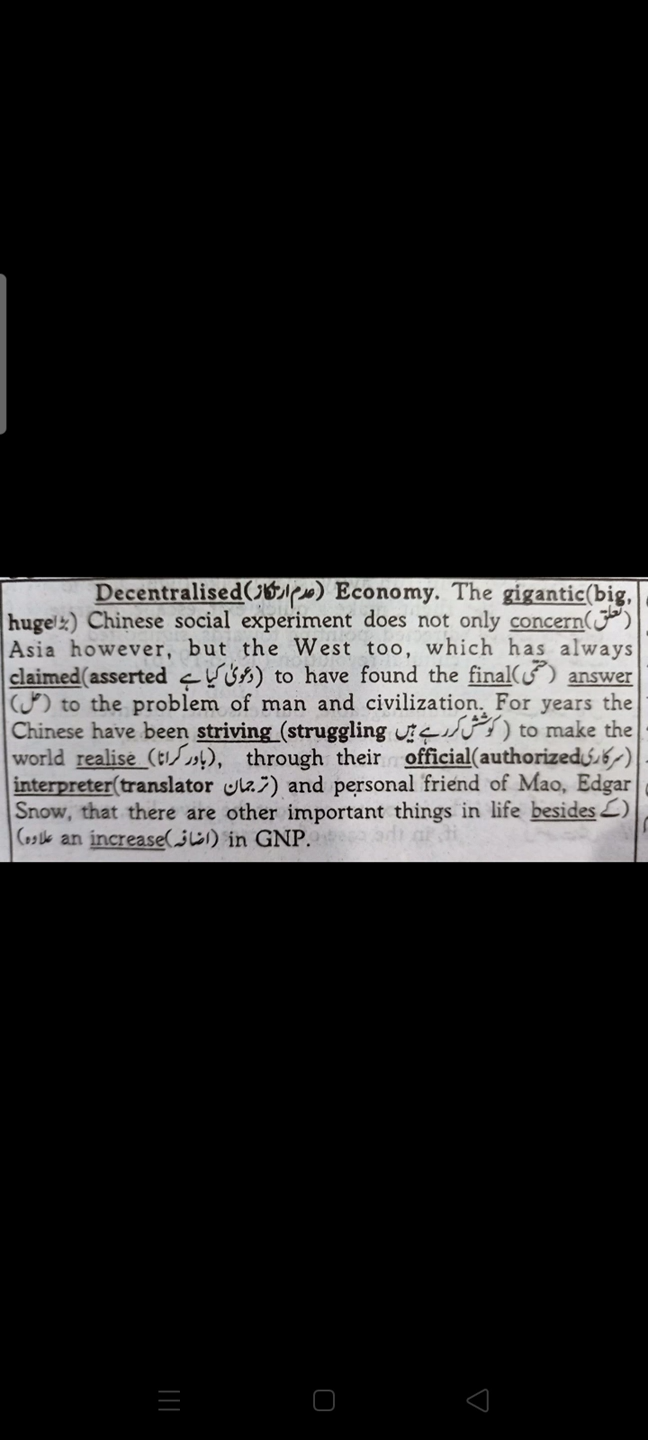 Decentralised(عدم ارتکاز) Economy. The gigantic(big,
hugeبڑا) Chinese social experiment does not only concern(تعلق)
Asia however, but the West too, which has always
claimed(asserted دعویٰ کیا ہے) to have found the final(حتمی) answer
(حل) to the problem of man and civilization. For years the
Chinese have been striving (struggling کوشش کر رہے ہیں) to make the
world realise (باور کرانا), through their official(authorizedسرکاری)
interpreter(translator ترجمان) and personal friend of Mao, Edgar
Snow, that there are other important things in life besides کے)
(علاوہ an increase(اضافہ) in GNP.